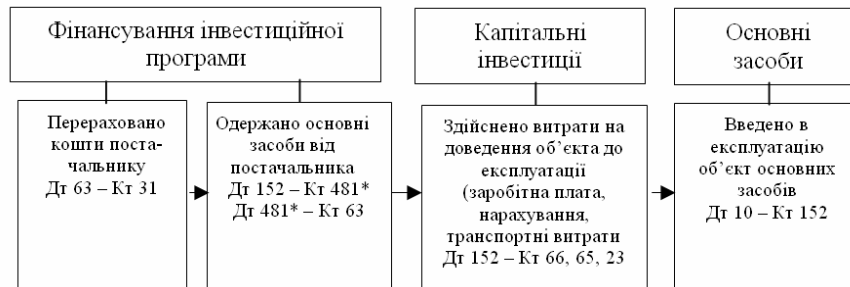 Фінансування інвестиційної
програми
Капітальні
інвестиції
Основні
засоби
Перераховано
кошти поста-
чальнику
Дт 63 – Кт 31
Одержано основні
засоби від
постачальника
Дт 152 – Кт 481*
Дт 481* – Кт 63
Здійснено витрати на
доведення об’єкта до
експлуатації
(заробітна плата,
нарахування,
транспортні витрати
Дт 152 – Кт 66, 65, 23
Введено в
експлуатацію
об’єкт основних
засобів
Дт 10 – Кт 152